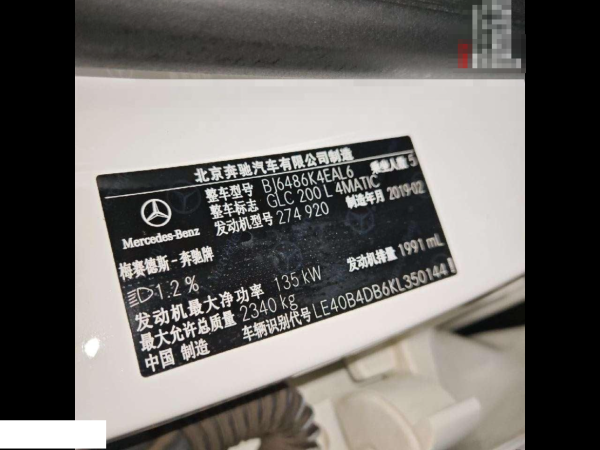 北京奔驰汽车有限公司制造
整车型号 BJ6486K4EAL6 乘坐人数 5
整车标志 GLC 200 L 4MATIC 制造年月 2019-02
发动机型号 274 920
Mercedes-Benz
梅赛德斯-奔驰牌
1.2 % 发动机排量 1991 mL
发动机最大净功率 135 kW
最大允许总质量 2340 kg
车辆识别代号 LE40B4DB6KL350144
中国 制造